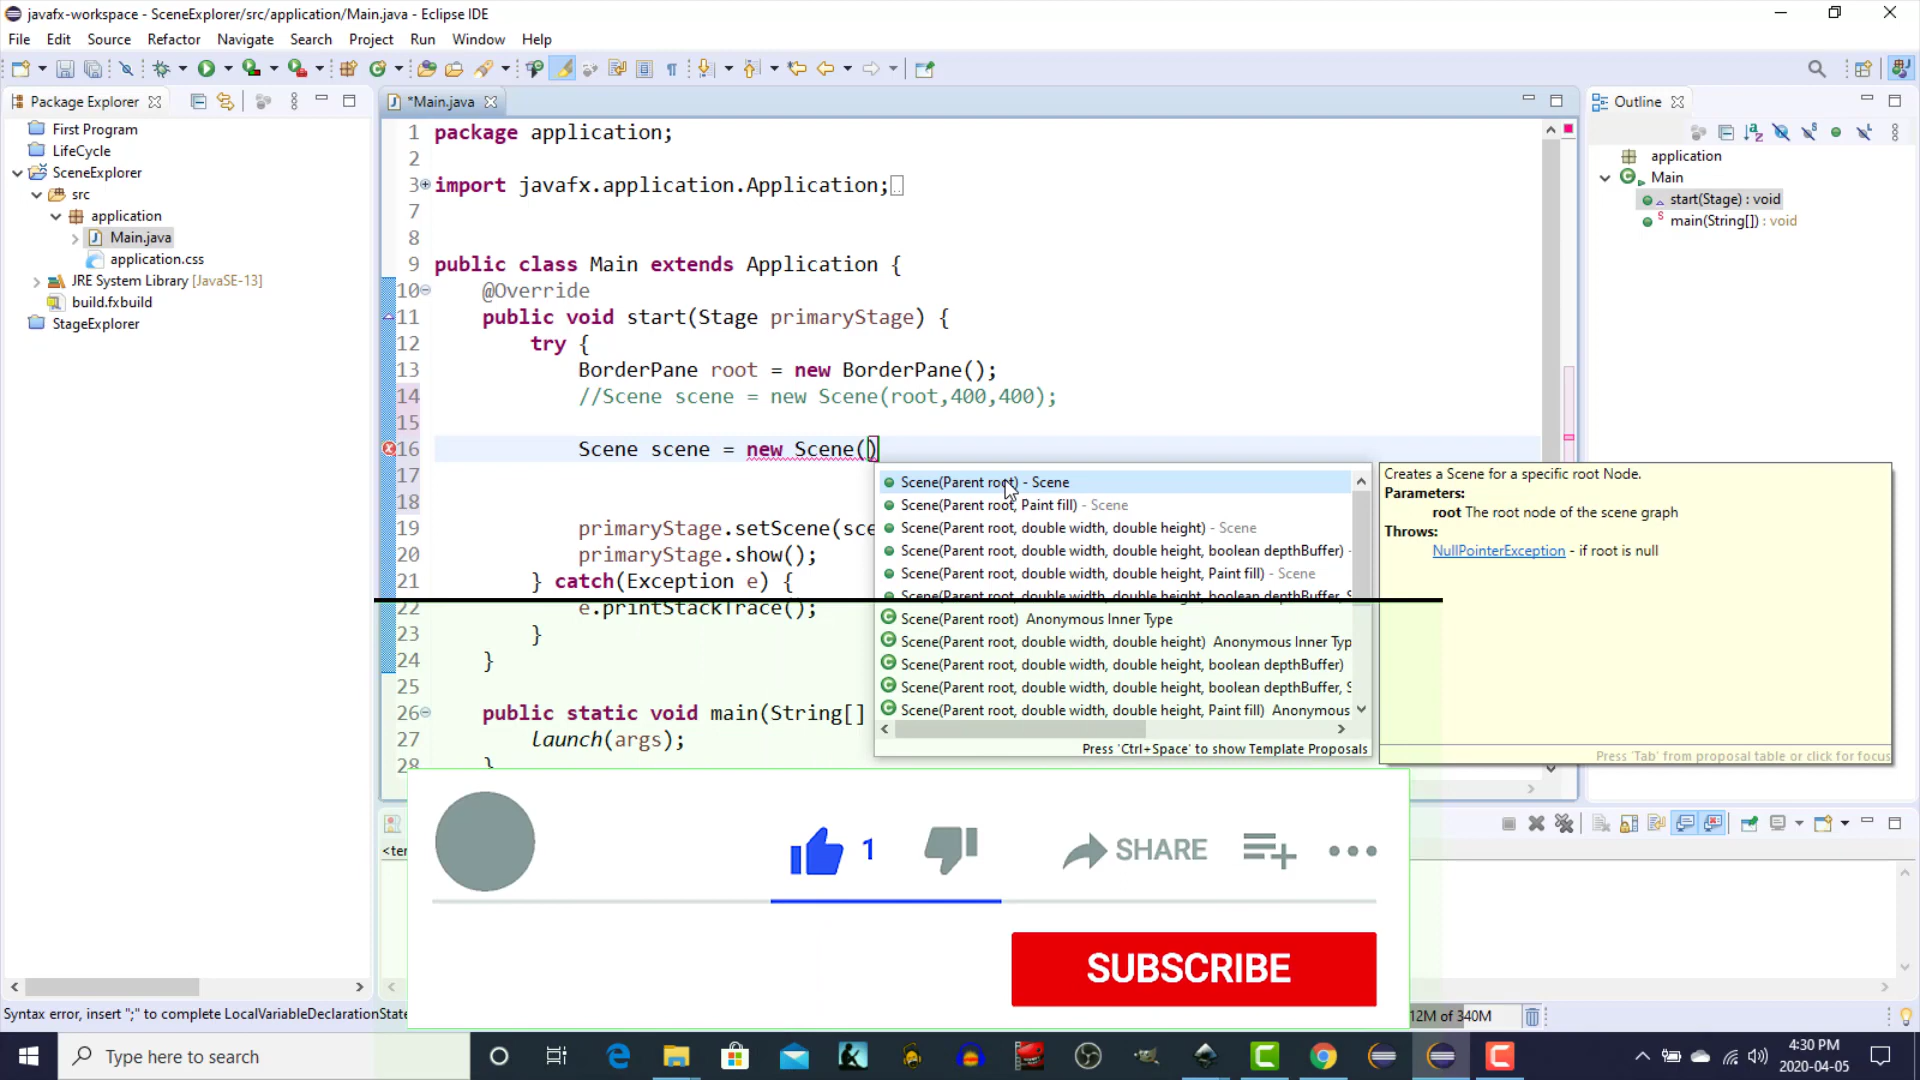 javafx-workspace - SceneExplorer/src/application/Main.java - Eclipse IDE
File Edit Source Refactor Navigate Search Project Run Window Help
Package Explorer
First Program
LifeCycle
SceneExplorer
src
application
Main.java
application.css
JRE System Library [JavaSE-13]
build.fxbuild
StageExplorer
*Main.java
1 package application;
2
3 import javafx.application.Application;
7
8
9 public class Main extends Application {
10 @Override
11 public void start(Stage primaryStage) {
12 try {
13 BorderPane root = new BorderPane();
14 //Scene scene = new Scene(root,400,400);
15
16 Scene scene = new Scene()
17
18
19 primaryStage.setScene(sce
20 primaryStage.show();
21 } catch(Exception e) {
22 e.printStackTrace();
23 }
24 }
25
26 public static void main(String[]
27 launch(args);
28 }
Scene(Parent root) - Scene
Scene(Parent root, Paint fill) - Scene
Scene(Parent root, double width, double height) - Scene
Scene(Parent root, double width, double height, boolean depthBuffer) -
Scene(Parent root, double width, double height, Paint fill) - Scene
Scene(Parent root, double width, double height, boolean depthBuffer, S
Scene(Parent root) Anonymous Inner Type
Scene(Parent root, double width, double height) Anonymous Inner Typ
Scene(Parent root, double width, double height, boolean depthBuffer)
Scene(Parent root, double width, double height, boolean depthBuffer, S
Scene(Parent root, double width, double height, Paint fill) Anonymous
Press 'Ctrl+Space' to show Template Proposals
Creates a Scene for a specific root Node.
Parameters:
root The root node of the scene graph
Throws:
NullPointerException - if root is null
Press 'Tab' from proposal table or click for focus
Outline
application
Main
start(Stage) : void
main(String[]) : void
<ter
1
SHARE
SUBSCRIBE
Syntax error, insert ";" to complete LocalVariableDeclarationState
12M of 340M
Type here to search
4:30 PM
2020-04-05